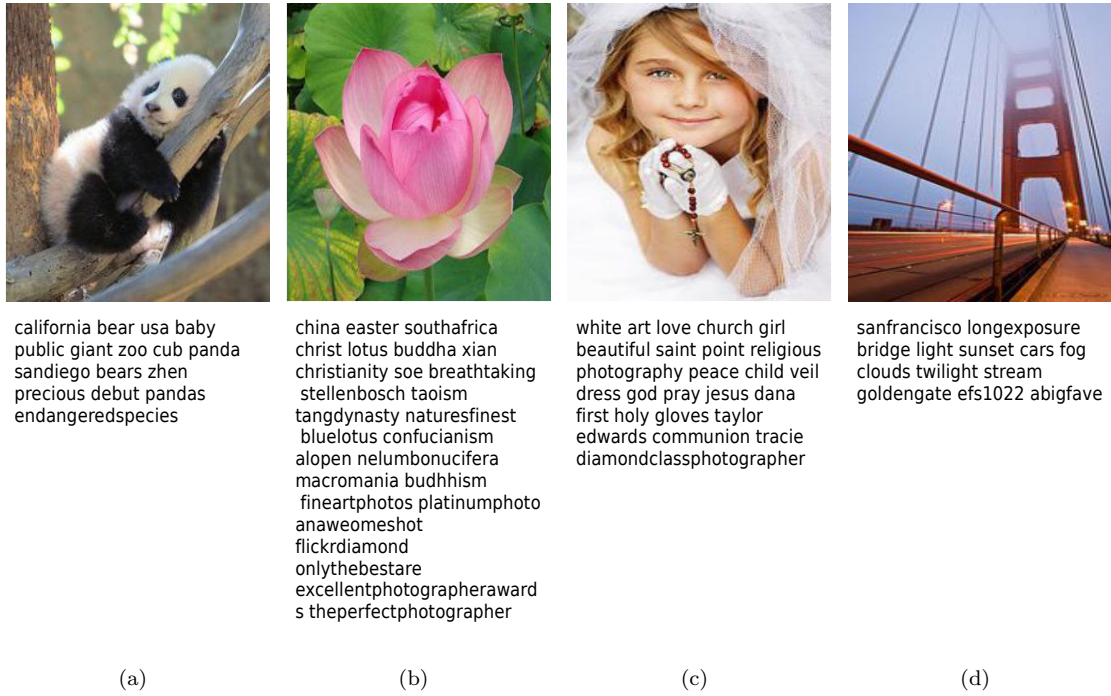 california bear usa baby
public giant zoo cub panda
sandiego bears zhen
precious debut pandas
endangeredspecies
china easter southafrica
christ lotus buddha xian
christianity soe breathtaking
stellenbosch taoism
tangdynasty naturesfinest
bluelotus confucianism
alopen nelumbonucifera
macromania budhhism
fineartphotos platinumphoto
anaweomeshot
flickrdiamond
onlythebestare
excellentphotographeraward
s theperfectphotographer
white art love church girl
beautiful saint point religious
photography peace child veil
dress god pray jesus dana
first holy gloves taylor
edwards communion tracie
diamondclassphotographer
sanfrancisco longexposure
bridge light sunset cars fog
clouds twilight stream
goldengate efs1022 abigfave
(a)
(b)
(c)
(d)